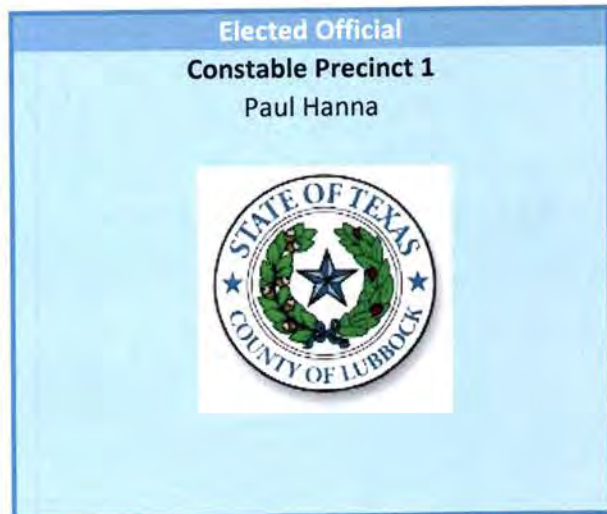 Elected Official
Constable Precinct 1
Paul Hanna
STATE OF TEXAS
COUNTY OF LUBBOCK